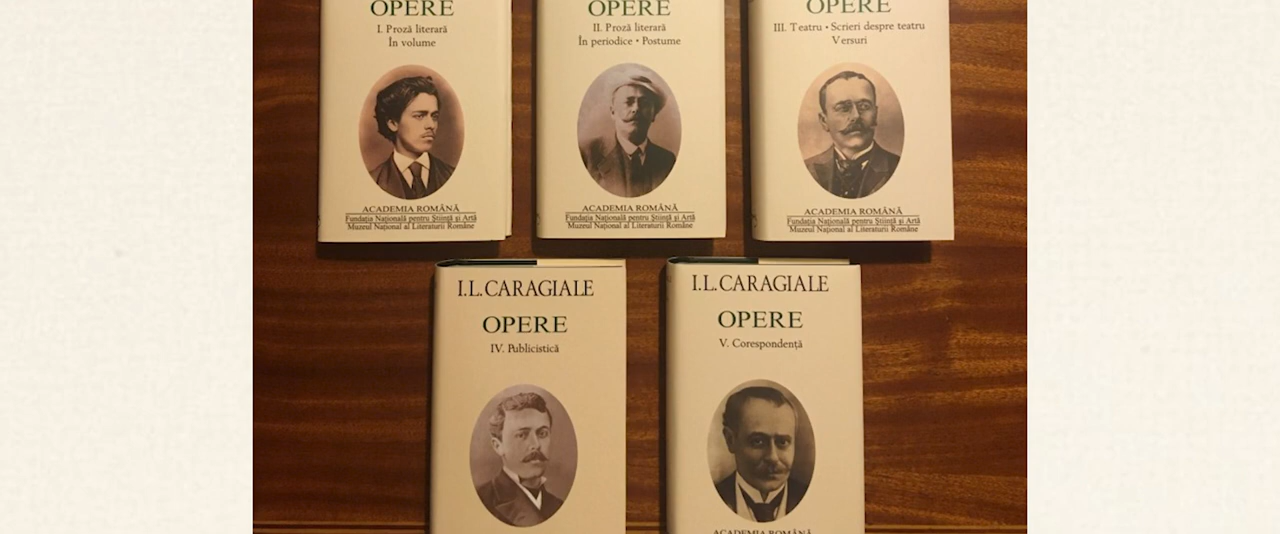 OPERE
I. Proză literară
În volume
ACADEMIA ROMÂNĂ
Fundația Națională pentru Știință și Artă
Muzeul Național al Literaturii Române
OPERE
II. Proză literară
În periodice • Postume
ACADEMIA ROMÂNĂ
Fundația Națională pentru Știință și Artă
Muzeul Național al Literaturii Române
OPERE
III. Teatru • Scrieri despre teatru
Versuri
ACADEMIA ROMÂNĂ
Fundația Națională pentru Știință și Artă
Muzeul Național al Literaturii Române
I.L.CARAGIALE
OPERE
IV. Publicistică
I.L.CARAGIALE
OPERE
V. Corespondență
ACADEMIA ROMÂNĂ